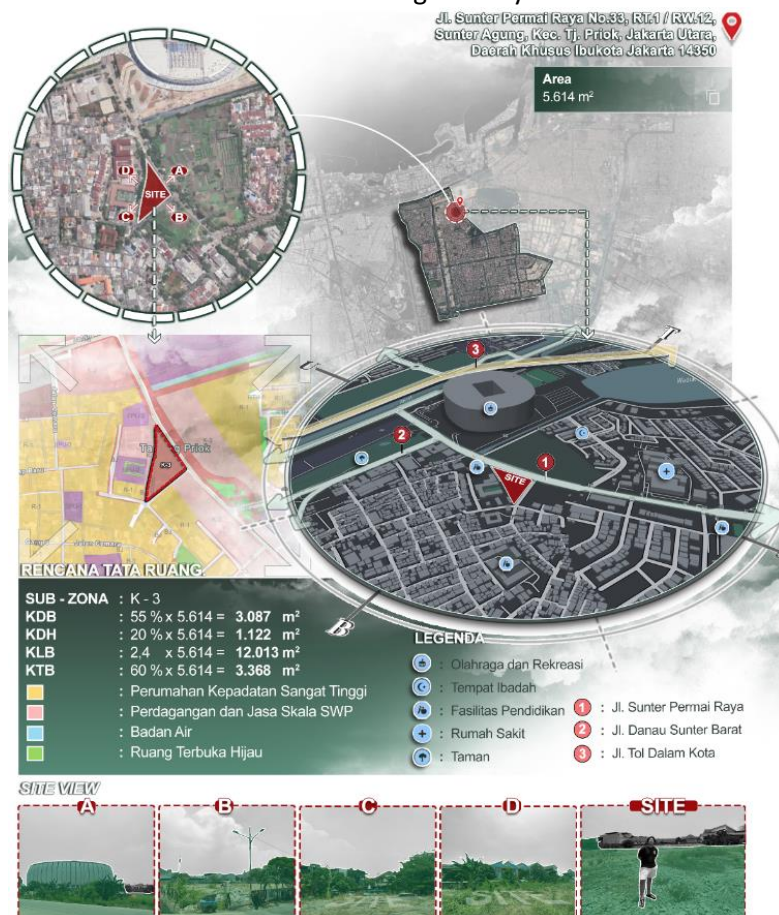 Jl. Sunter Permai Raya No.33, RT.1 / RW.12,
Sunter Agung, Kec. Tj. Priok, Jakarta Utara,
Daerah Khusus Ibukota Jakarta 14350
Area
5.614 m²
D
A
SITE
C
B
3
2
1
SITE
K-3
RENCANA TATA RUANG
SUB - ZONA : K - 3
KDB : 55 % x 5.614 = 3.087 m²
KDH : 20 % x 5.614 = 1.122 m²
KLB : 2,4 x 5.614 = 12.013 m²
KTB : 60 % x 5.614 = 3.368 m²
: Perumahan Kepadatan Sangat Tinggi
: Perdagangan dan Jasa Skala SWP
: Badan Air
: Ruang Terbuka Hijau
B
LEGENDA
: Olahraga dan Rekreasi
: Tempat Ibadah
: Fasilitas Pendidikan
: Rumah Sakit
: Taman
1 : Jl. Sunter Permai Raya
2 : Jl. Danau Sunter Barat
3 : Jl. Tol Dalam Kota
SITE VIEW
A
B
C
D
SITE